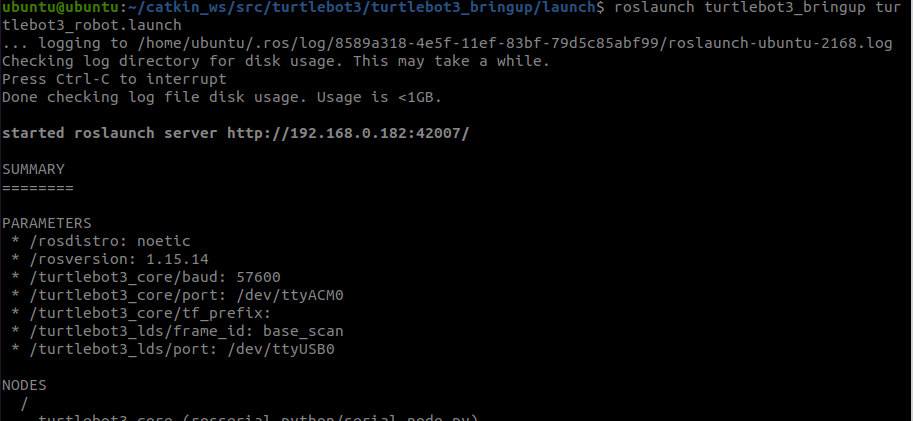 ubuntu@ubuntu:~/catkin_ws/src/turtlebot3/turtlebot3_bringup/launch$ roslaunch turtlebot3_bringup tur
tlebot3_robot.launch
... logging to /home/ubuntu/.ros/log/8589a318-4e5f-11ef-83bf-79d5c85abf99/roslaunch-ubuntu-2168.log
Checking log directory for disk usage. This may take a while.
Press Ctrl-C to interrupt
Done checking log file disk usage. Usage is <1GB.

started roslaunch server http://192.168.0.182:42007/

SUMMARY
========

PARAMETERS
 * /rosdistro: noetic
 * /rosversion: 1.15.14
 * /turtlebot3_core/baud: 57600
 * /turtlebot3_core/port: /dev/ttyACM0
 * /turtlebot3_core/tf_prefix:
 * /turtlebot3_lds/frame_id: base_scan
 * /turtlebot3_lds/port: /dev/ttyUSB0

NODES
  /
    turtlebot3_core (rosserial_python/serial_node.py)